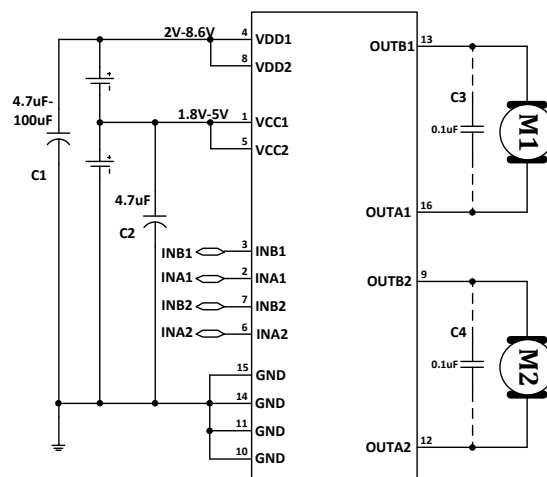 2V-8.6V
4
VDD1
8
VDD2
4.7uF-
100uF
C1
1.8V-5V
1
VCC1
5
VCC2
4.7uF
C2
INB1
3
INB1
INA1
2
INA1
INB2
7
INB2
INA2
6
INA2
15
GND
14
GND
11
GND
10
GND
OUTB1
13
C3
0.1uF
M1
OUTA1
16
OUTB2
9
C4
0.1uF
M2
OUTA2
12